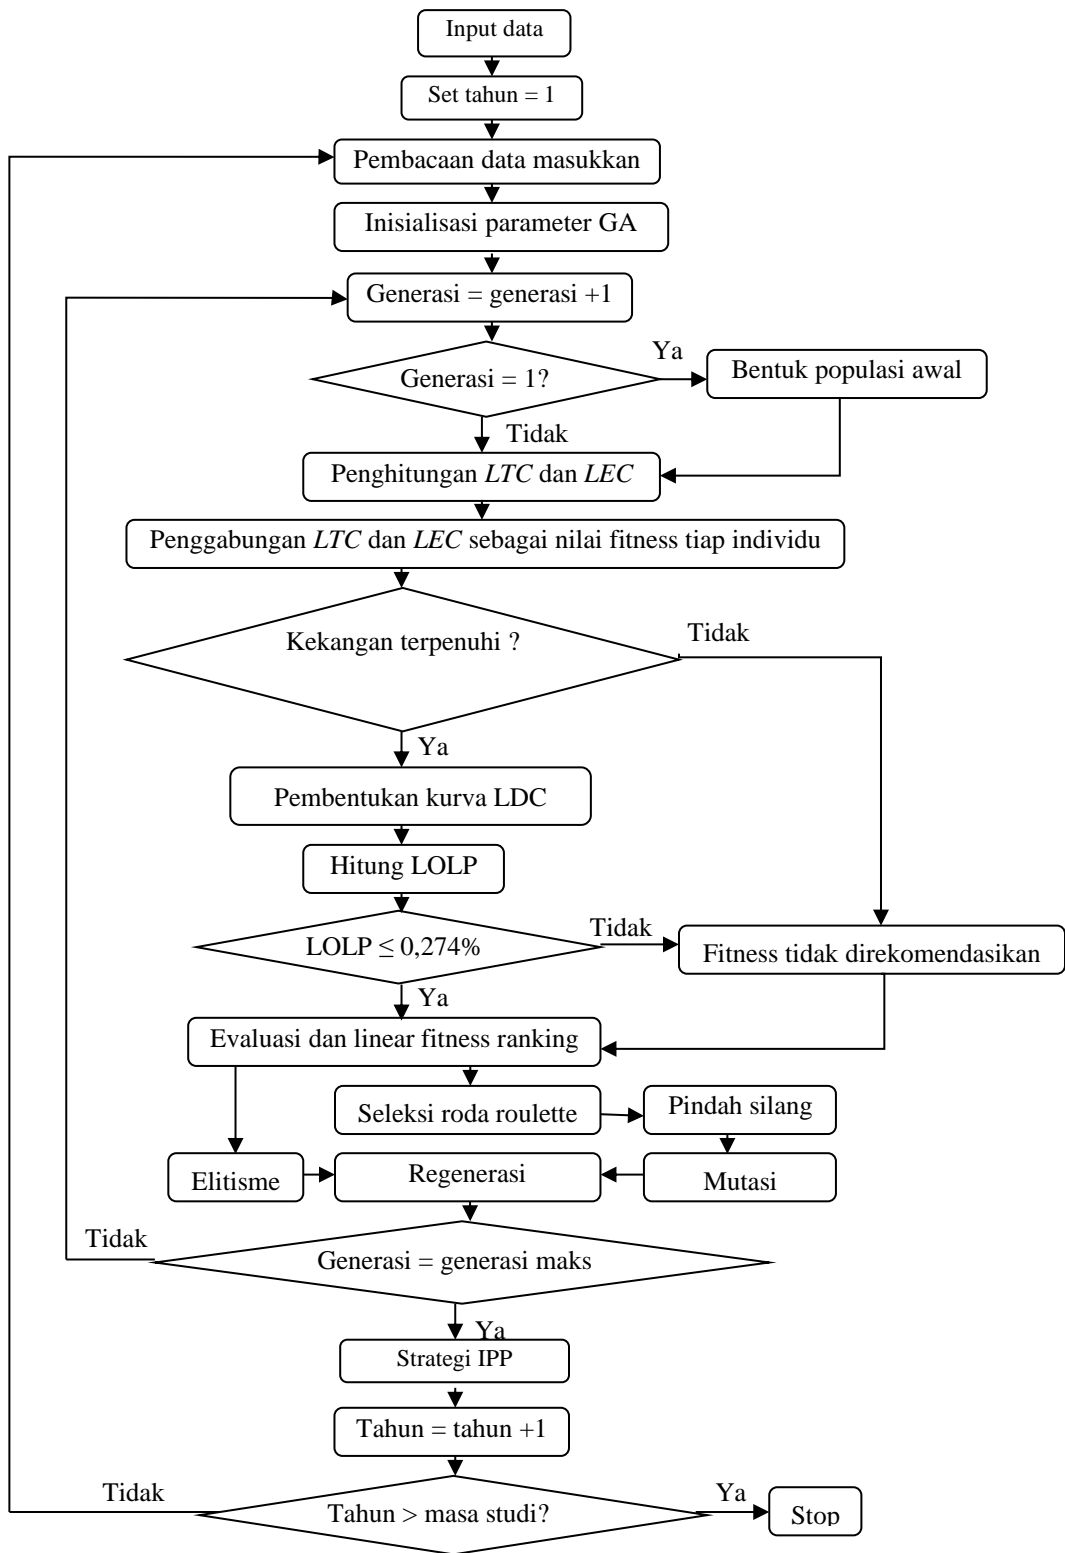 Input data
Set tahun = 1
Pembacaan data masukkan
Inisialisasi parameter GA
Generasi = generasi +1
Ya
Generasi = 1?
Bentuk populasi awal
Tidak
Penghitungan LTC dan LEC
Penggabungan LTC dan LEC sebagai nilai fitness tiap individu
Kekangan terpenuhi ?
Tidak
Ya
Pembentukan kurva LDC
Hitung LOLP
LOLP ≤ 0,274%
Tidak
Fitness tidak direkomendasikan
Ya
Evaluasi dan linear fitness ranking
Seleksi roda roulette
Pindah silang
Elitisme
Regenerasi
Mutasi
Tidak
Generasi = generasi maks
Ya
Strategi IPP
Tahun = tahun +1
Tidak
Tahun > masa studi?
Ya
Stop